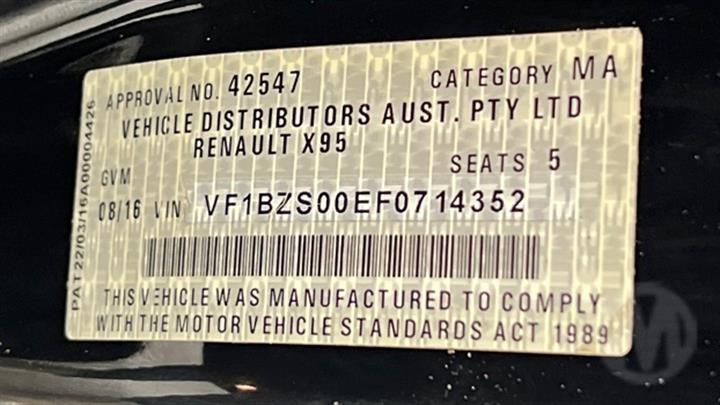 APPROVAL NO. 42547 CATEGORY MA
VEHICLE DISTRIBUTORS AUST. PTY LTD
RENAULT X95
GVM SEATS 5
08/16 VIN VF1BZS00EF0714352
THIS VEHICLE WAS MANUFACTURED TO COMPLY
WITH THE MOTOR VEHICLE STANDARDS ACT 1989
PAT 22/03/16A00004426